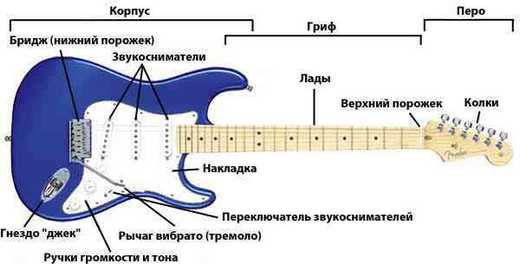 Корпус
Гриф
Перо
Бридж (нижний порожек)
Звукосниматели
Лады
Верхний порожек
Колки
Накладка
Переключатель звукоснимателей
Гнездо "джек"
Рычаг вибрато (тремоло)
Ручки громкости и тона
Fender